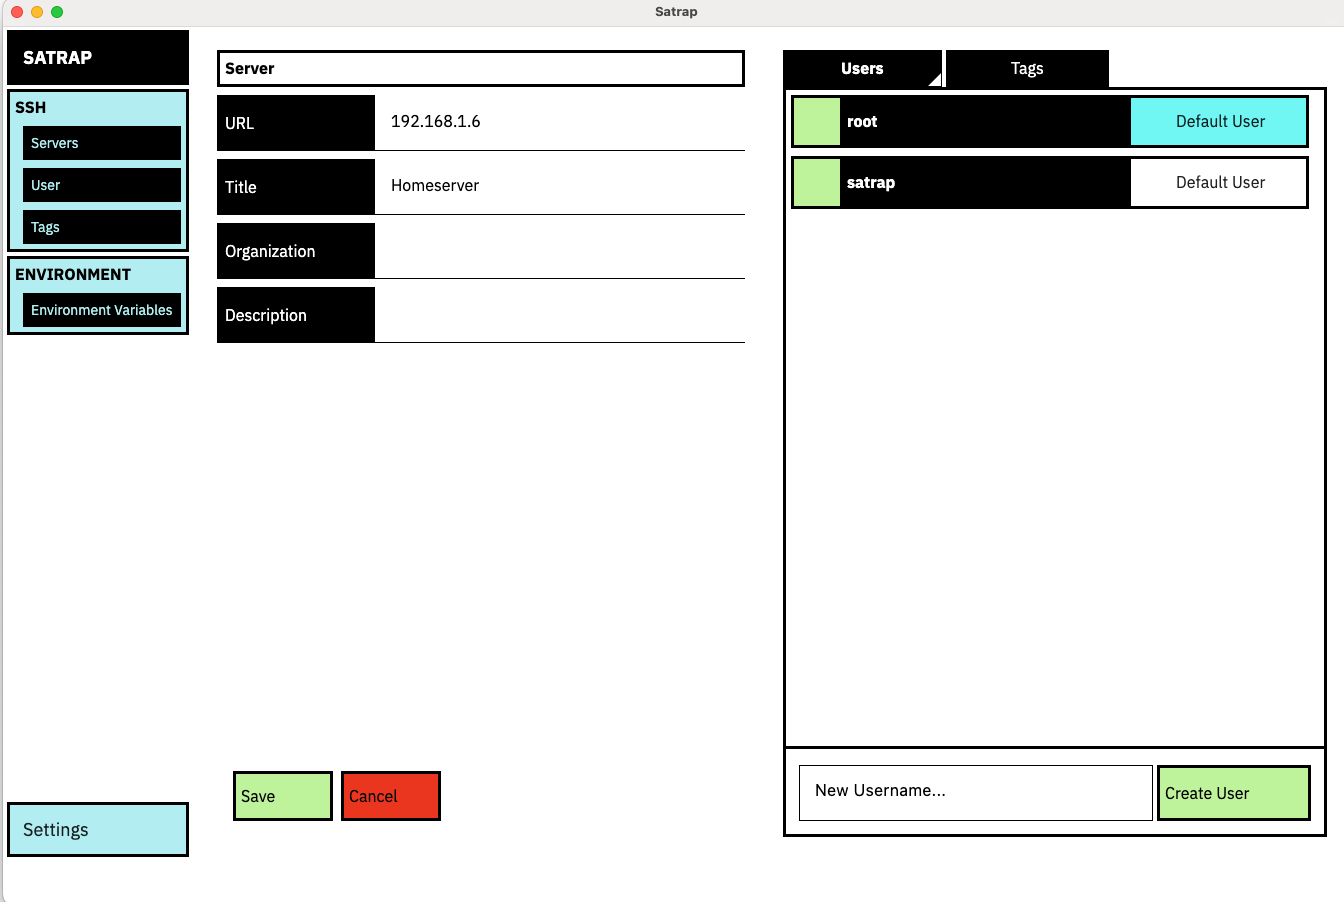 Satrap
SATRAP
SSH
Servers
User
Tags
ENVIRONMENT
Environment Variables
Settings
Server
URL
192.168.1.6
Title
Homeserver
Organization
Description
Save
Cancel
Users
Tags
root
Default User
satrap
Default User
New Username...
Create User